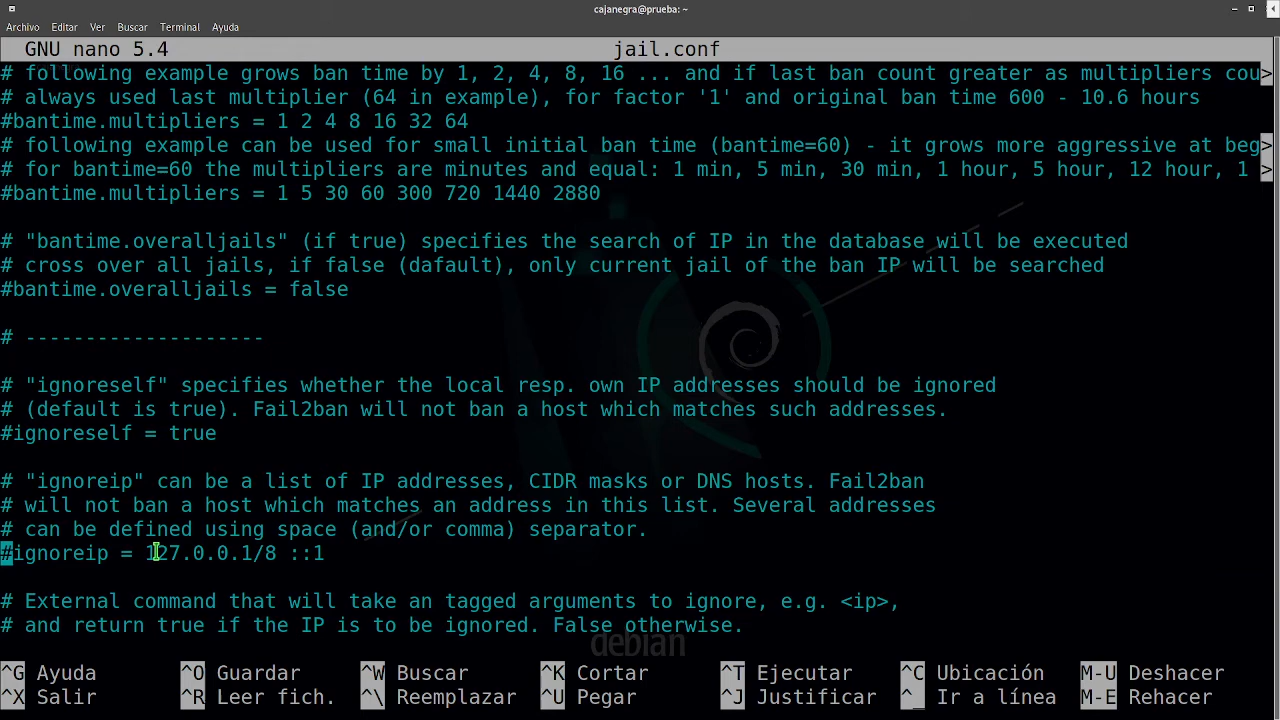 cajanegra@prueba: ~
Archivo Editar Ver Buscar Terminal Ayuda
GNU nano 5.4 jail.conf
# following example grows ban time by 1, 2, 4, 8, 16 ... and if last ban count greater as multipliers cou>
# always used last multiplier (64 in example), for factor '1' and original ban time 600 - 10.6 hours
#bantime.multipliers = 1 2 4 8 16 32 64
# following example can be used for small initial ban time (bantime=60) - it grows more aggressive at beg>
# for bantime=60 the multipliers are minutes and equal: 1 min, 5 min, 30 min, 1 hour, 5 hour, 12 hour, 1 >
#bantime.multipliers = 1 5 30 60 300 720 1440 2880
# "bantime.overalljails" (if true) specifies the search of IP in the database will be executed
# cross over all jails, if false (dafault), only current jail of the ban IP will be searched
#bantime.overalljails = false
# --------------------
# "ignoreself" specifies whether the local resp. own IP addresses should be ignored
# (default is true). Fail2ban will not ban a host which matches such addresses.
#ignoreself = true
# "ignoreip" can be a list of IP addresses, CIDR masks or DNS hosts. Fail2ban
# will not ban a host which matches an address in this list. Several addresses
# can be defined using space (and/or comma) separator.
#ignoreip = 127.0.0.1/8 ::1
# External command that will take an tagged arguments to ignore, e.g. <ip>,
# and return true if the IP is to be ignored. False otherwise.
debian
^G Ayuda ^O Guardar ^W Buscar ^K Cortar ^T Ejecutar ^C Ubicación M-U Deshacer
^X Salir ^R Leer fich. ^\ Reemplazar ^U Pegar ^J Justificar ^_ Ir a línea M-E Rehacer